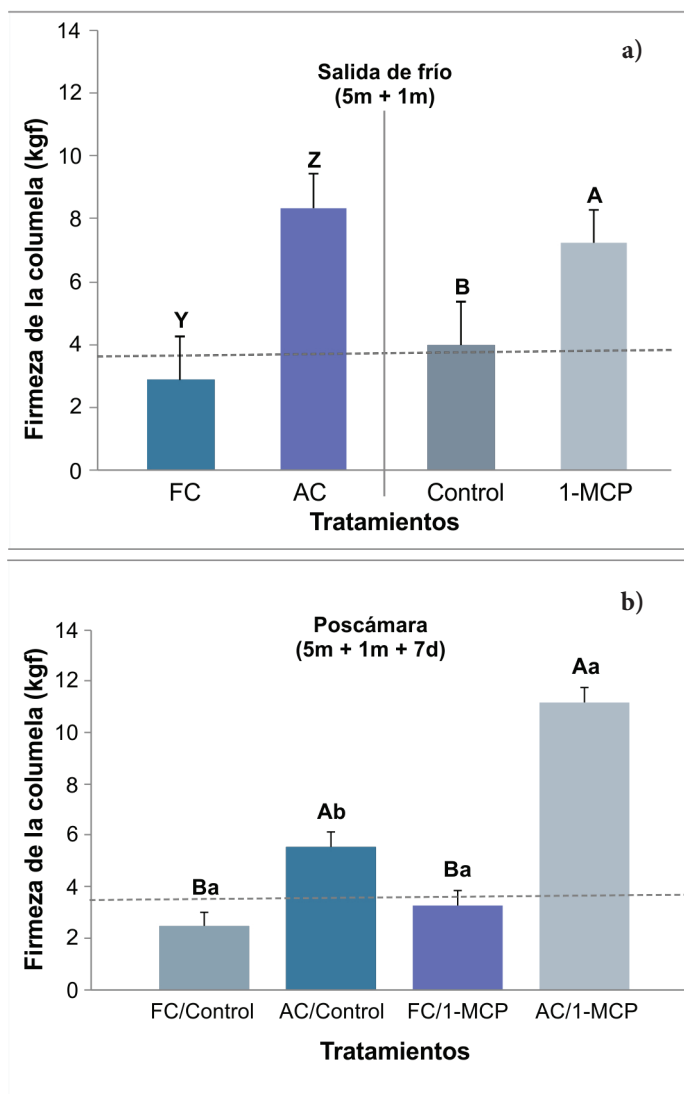 a)
Salida de frío
(5m + 1m)
Firmeza de la columela (kgf)
14
12
10
8
6
4
2
0
Y
Z
B
A
FC
AC
Control
1-MCP
Tratamientos
b)
Poscámara
(5m + 1m + 7d)
Firmeza de la columela (kgf)
14
12
10
8
6
4
2
0
Ba
Ab
Ba
Aa
FC/Control
AC/Control
FC/1-MCP
AC/1-MCP
Tratamientos